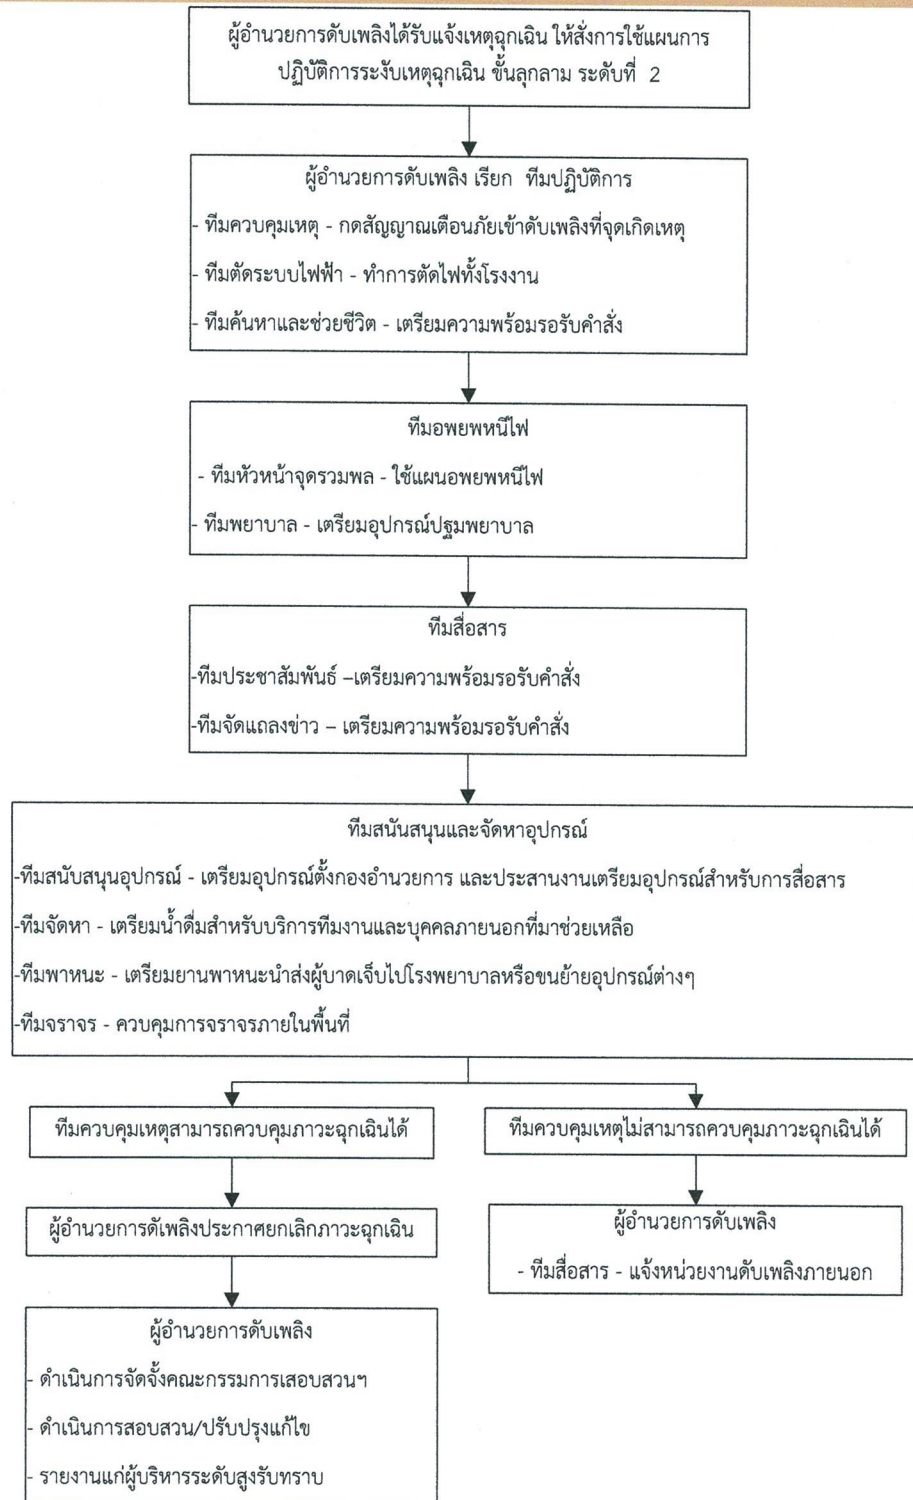 ผู้อำนวยการดับเพลิงได้รับแจ้งเหตุฉุกเฉิน ให้สั่งการใช้แผนการ
ปฏิบัติการระงับเหตุฉุกเฉิน ขั้นลุกลาม ระดับที่ 2
ผู้อำนวยการดับเพลิง เรียก ทีมปฏิบัติการ
- ทีมควบคุมเหตุ - กดสัญญาณเตือนภัยเข้าดับเพลิงที่จุดเกิดเหตุ
- ทีมตัดระบบไฟฟ้า - ทำการตัดไฟทั้งโรงงาน
- ทีมค้นหาและช่วยชีวิต - เตรียมความพร้อมรอรับคำสั่ง
ทีมอพยพหนีไฟ
- ทีมหัวหน้าจุดรวมพล - ใช้แผนอพยพหนีไฟ
- ทีมพยาบาล - เตรียมอุปกรณ์ปฐมพยาบาล
ทีมสื่อสาร
-ทีมประชาสัมพันธ์ –เตรียมความพร้อมรอรับคำสั่ง
-ทีมจัดแถลงข่าว – เตรียมความพร้อมรอรับคำสั่ง
ทีมสนันสนุนและจัดหาอุปกรณ์
-ทีมสนับสนุนอุปกรณ์ - เตรียมอุปกรณ์ตั้งกองอำนวยการ และประสานงานเตรียมอุปกรณ์สำหรับการสื่อสาร
-ทีมจัดหา - เตรียมน้ำดื่มสำหรับบริการทีมงานและบุคคลภายนอกที่มาช่วยเหลือ
-ทีมพาหนะ - เตรียมยานพาหนะนำส่งผู้บาดเจ็บไปโรงพยาบาลหรือขนย้ายอุปกรณ์ต่างๆ
-ทีมจราจร - ควบคุมการจราจรภายในพื้นที่
ทีมควบคุมเหตุสามารถควบคุมภาวะฉุกเฉินได้
ผู้อำนวยการดัเพลิงประกาศยกเลิกภาวะฉุกเฉิน
ผู้อำนวยการดับเพลิง
- ดำเนินการจัดจั้งคณะกรรมการเสอบสวนฯ
- ดำเนินการสอบสวน/ปรับปรุงแก้ไข
- รายงานแก่ผู้บริหารระดับสูงรับทราบ
ทีมควบคุมเหตุไม่สามารถควบคุมภาวะฉุกเฉินได้
ผู้อำนวยการดับเพลิง
- ทีมสื่อสาร - แจ้งหน่วยงานดับเพลิงภายนอก